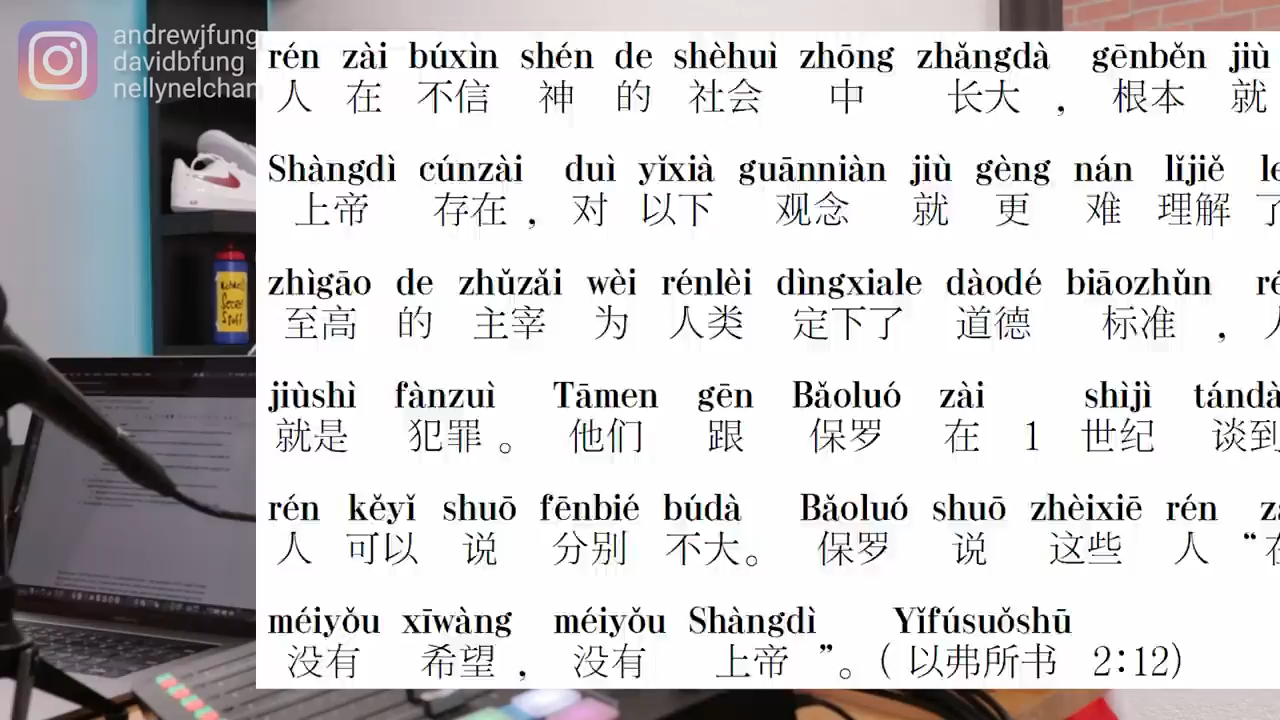 andrewjfung
davidbfung
nellynelchan
rén zài búxìn shén de shèhuì zhōng zhǎngdà gēnběn jiù
人 在 不信 神 的 社会 中 长大 , 根本 就
Shàngdì cúnzài duì yǐxià guānniàn jiù gèng nán lǐjiě
上帝 存在 , 对 以下 观念 就 更 难 理解 了
zhìgāo de zhǔzǎi wèi rénlèi dìngxiale dàodé biāozhǔn
至高 的 主宰 为 人类 定下了 道德 标准 ,
jiùshì fànzuì Tāmen gēn Bǎoluó zài shìjì
就是 犯罪 。 他们 跟 保罗 在 1 世纪 谈到
rén kěyǐ shuō fēnbié búdà Bǎoluó shuō zhèixiē rén
人 可以 说 分别 不大。 保罗 说 这些 人 “在
méiyǒu xīwàng méiyǒu Shàngdì Yǐfúsuǒshū
没有 希望 , 没有 上帝 ”。( 以弗所书 2:12)